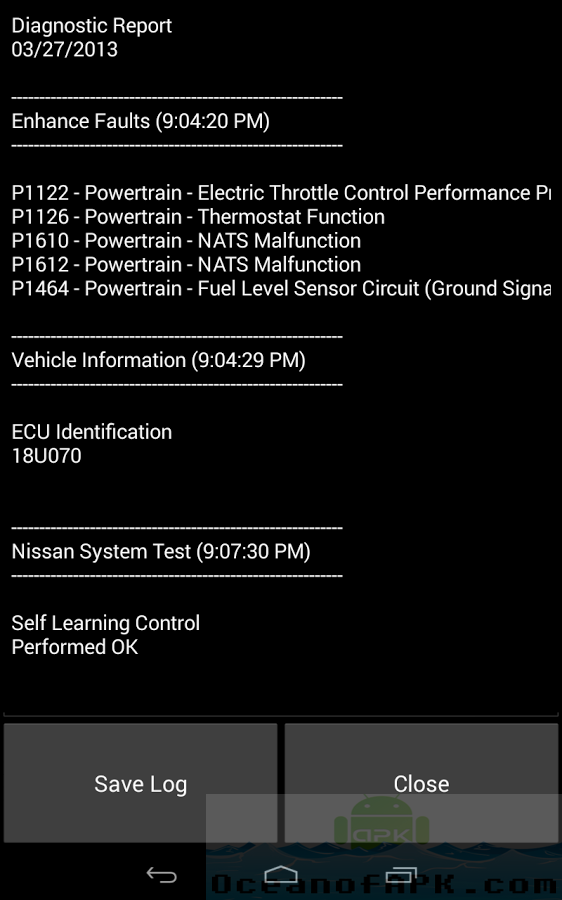 Diagnostic Report
03/27/2013
------------------------------------------------------------
Enhance Faults (9:04:20 PM)
------------------------------------------------------------
P1122 - Powertrain - Electric Throttle Control Performance
P1126 - Powertrain - Thermostat Function
P1610 - Powertrain - NATS Malfunction
P1612 - Powertrain - NATS Malfunction
P1464 - Powertrain - Fuel Level Sensor Circuit (Ground Signa
------------------------------------------------------------
Vehicle Information (9:04:29 PM)
------------------------------------------------------------
ECU Identification
18U070
------------------------------------------------------------
Nissan System Test (9:07:30 PM)
------------------------------------------------------------
Self Learning Control
Performed OK
Save Log Close
APK
OceanofAPK.com